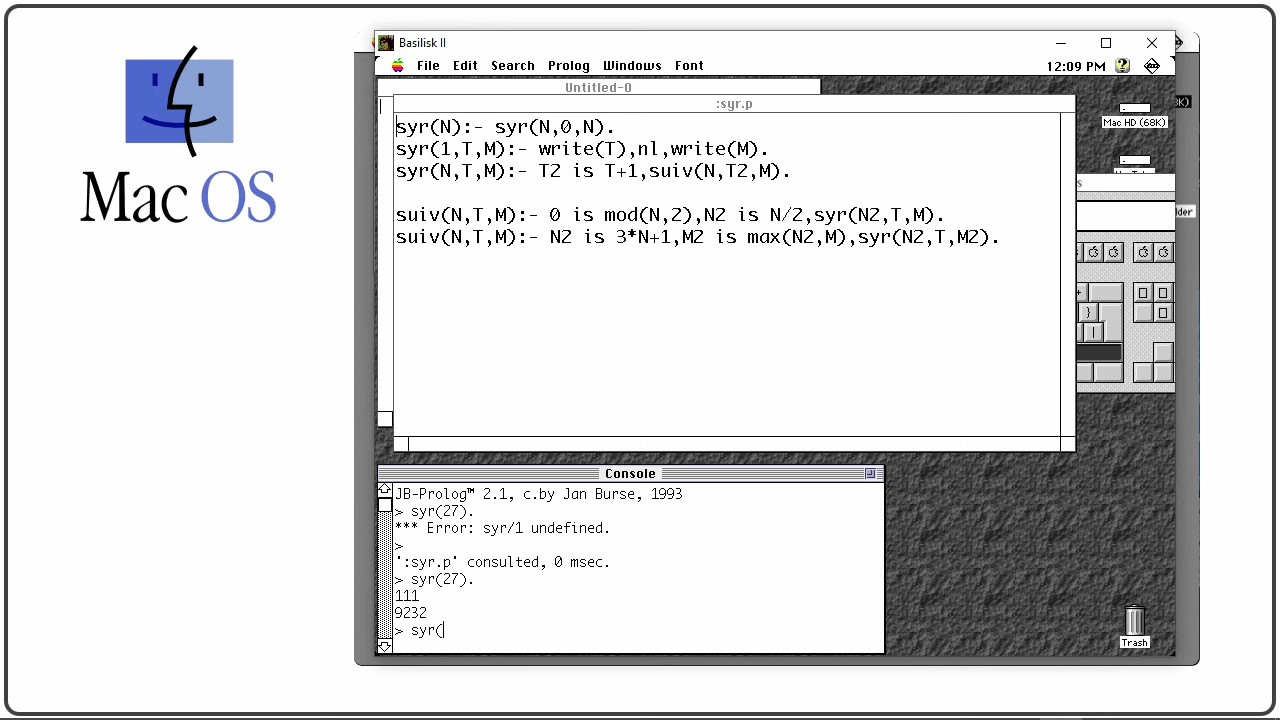 Mac OS
Basilisk II
File Edit Search Prolog Windows Font
12:09 PM
Untitled-0
:syr.p
syr(N):- syr(N,0,N).
syr(1,T,M):- write(T),nl,write(M).
syr(N,T,M):- T2 is T+1,suiv(N,T2,M).
suiv(N,T,M):- 0 is mod(N,2),N2 is N/2,syr(N2,T,M).
suiv(N,T,M):- N2 is 3*N+1,M2 is max(N2,M),syr(N2,T,M2).
K)
Mac HD (68K)
s
lder
+
}
|
Console
JB-Prolog™ 2.1, c.by Jan Burse, 1993
> syr(27).
*** Error: syr/1 undefined.
>
':syr.p' consulted, 0 msec.
> syr(27).
111
9232
> syr(
Trash